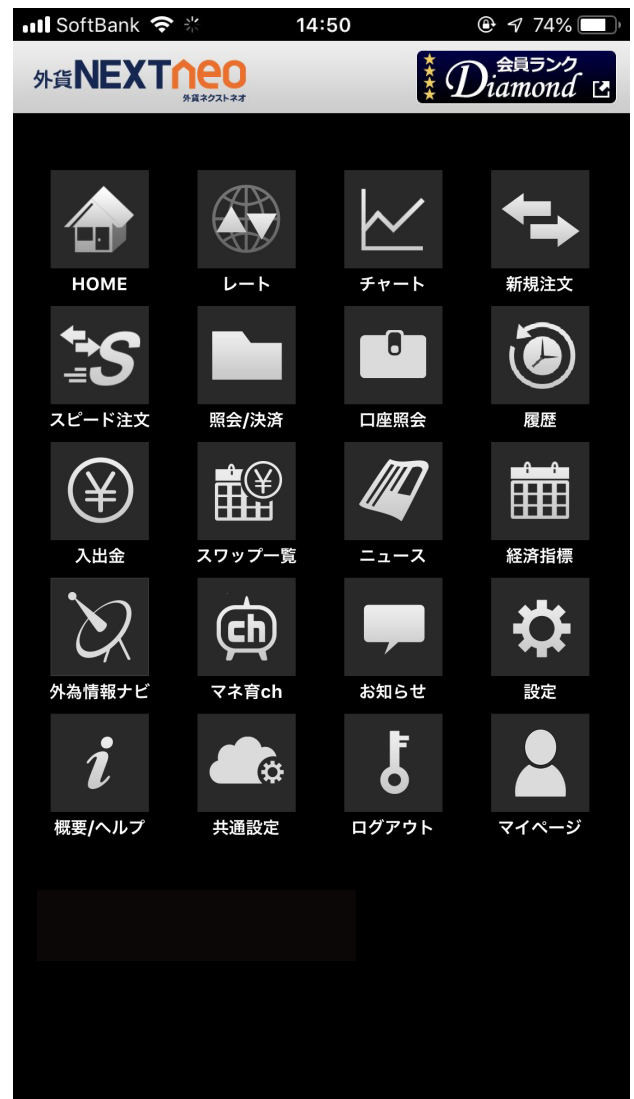 SoftBank 14:50 74%
外貨NEXTneo
外貨ネクストネオ
会員ランク
Diamond
HOME レート チャート 新規注文
S
スピード注文 照会/決済 口座照会 履歴
¥ ¥
入出金 スワップ一覧 ニュース 経済指標
ch
外為情報ナビ マネ育ch お知らせ 設定
i
概要/ヘルプ 共通設定 ログアウト マイページ